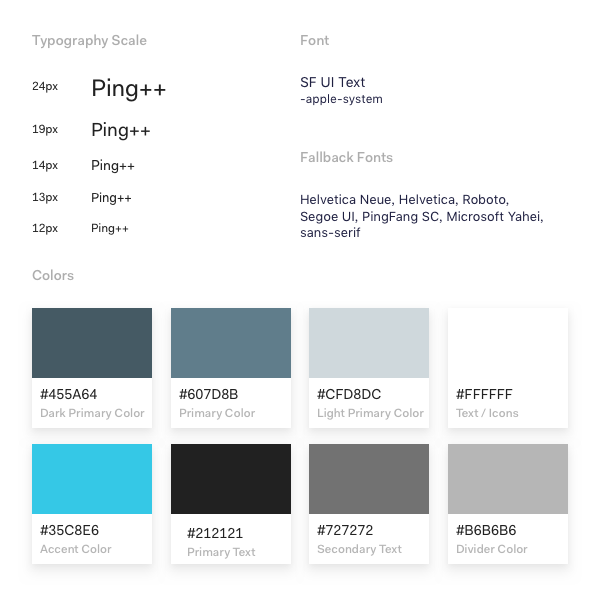 Typography Scale
24px Ping++
19px Ping++
14px Ping++
13px Ping++
12px Ping++
Font
SF UI Text
-apple-system
Fallback Fonts
Helvetica Neue, Helvetica, Roboto,
Segoe UI, PingFang SC, Microsoft Yahei,
sans-serif
Colors
#455A64
Dark Primary Color
#607D8B
Primary Color
#CFD8DC
Light Primary Color
#FFFFFF
Text / Icons
#35C8E6
Accent Color
#212121
Primary Text
#727272
Secondary Text
#B6B6B6
Divider Color